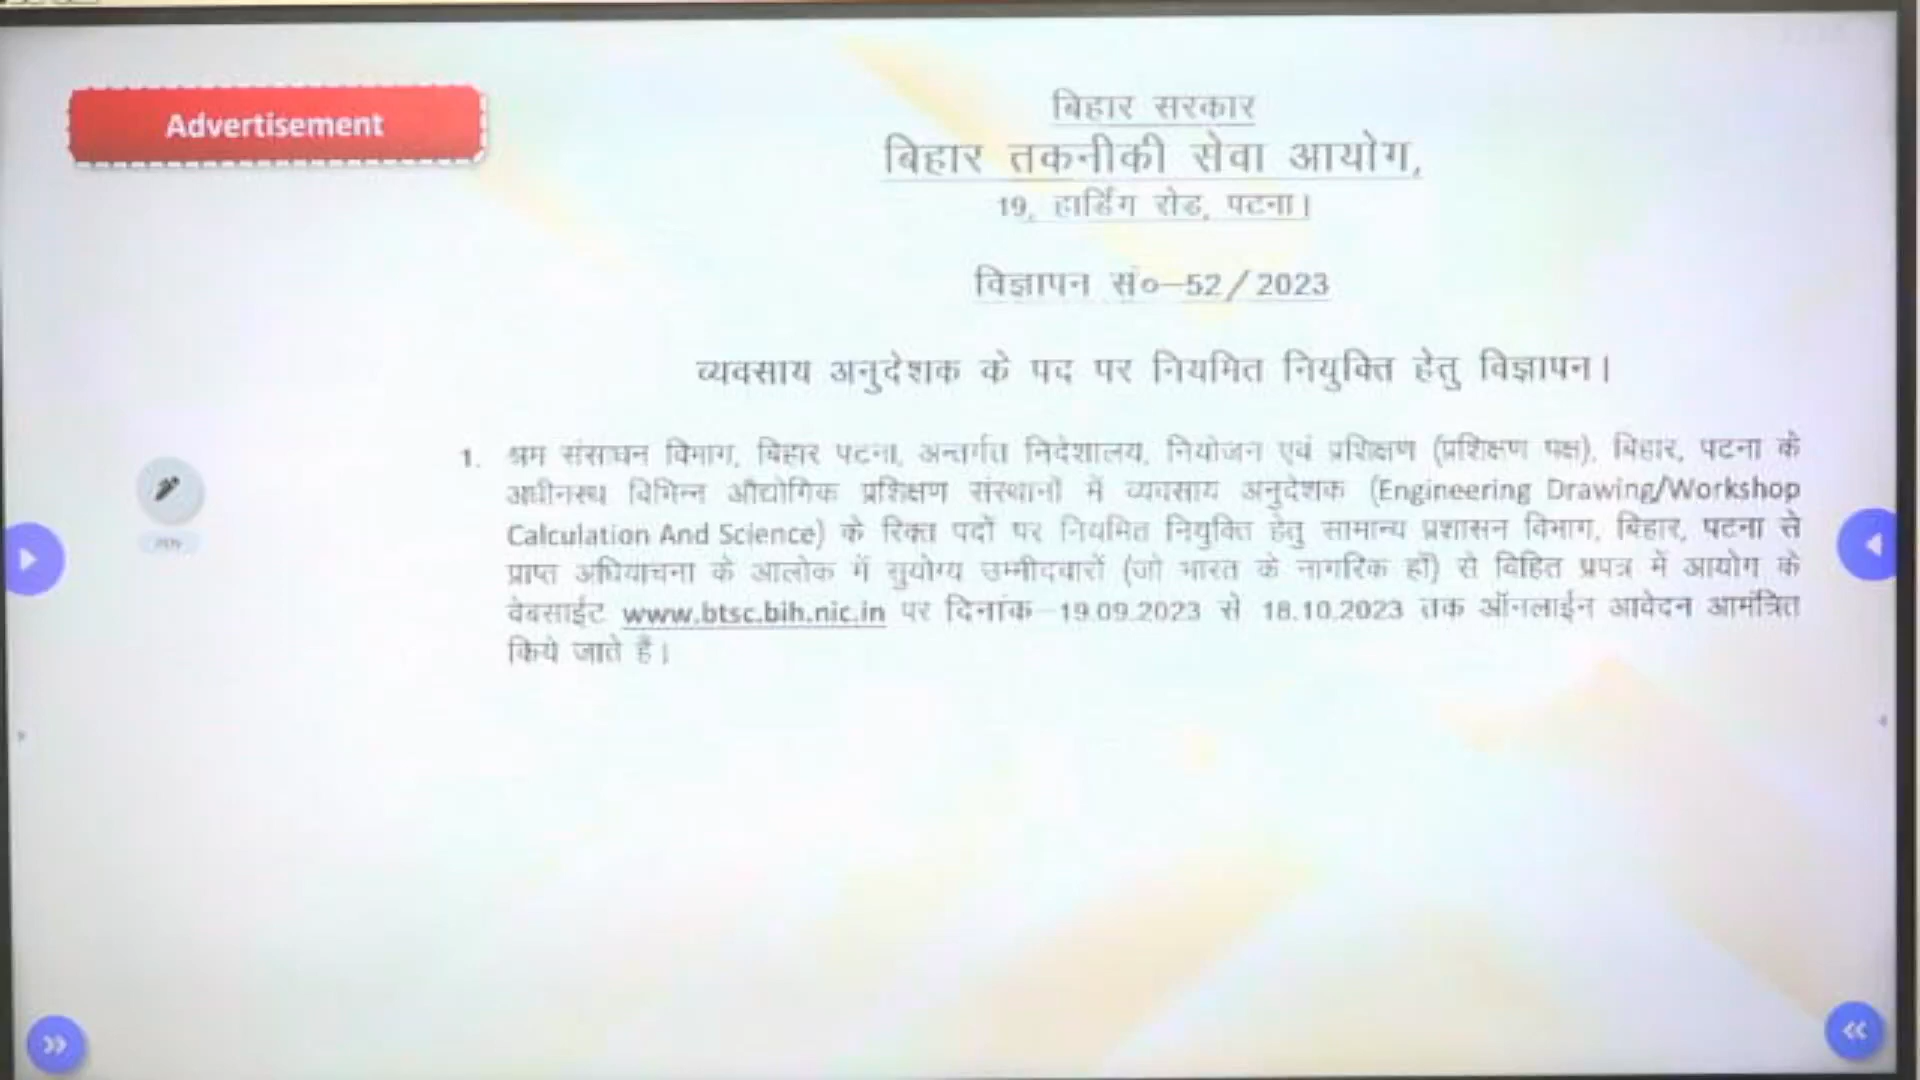 Advertisement
बिहार सरकार
बिहार तकनीकी सेवा आयोग,
19, हार्डिंग रोड, पटना।
विज्ञापन सं०–52/2023
व्यवसाय अनुदेशक के पद पर नियमित नियुक्ति हेतु विज्ञापन।
1. श्रम संसाधन विभाग, बिहार पटना, अन्तर्गत निदेशालय, नियोजन एवं प्रशिक्षण (प्रशिक्षण पक्ष), बिहार, पटना के
अधीनस्थ विभिन्न औद्योगिक प्रशिक्षण संस्थानों में व्यवसाय अनुदेशक (Engineering Drawing/Workshop
Calculation And Science) के रिक्त पदों पर नियमित नियुक्ति हेतु सामान्य प्रशासन विभाग, बिहार, पटना से
प्राप्त अधियाचना के आलोक में सुयोग्य उम्मीदवारों (जो भारत के नागरिक हों) से विहित प्रपत्र में आयोग के
वेबसाईट www.btsc.bih.nic.in पर दिनांक–19.09.2023 से 18.10.2023 तक ऑनलाईन आवेदन आमंत्रित
किये जाते हैं।